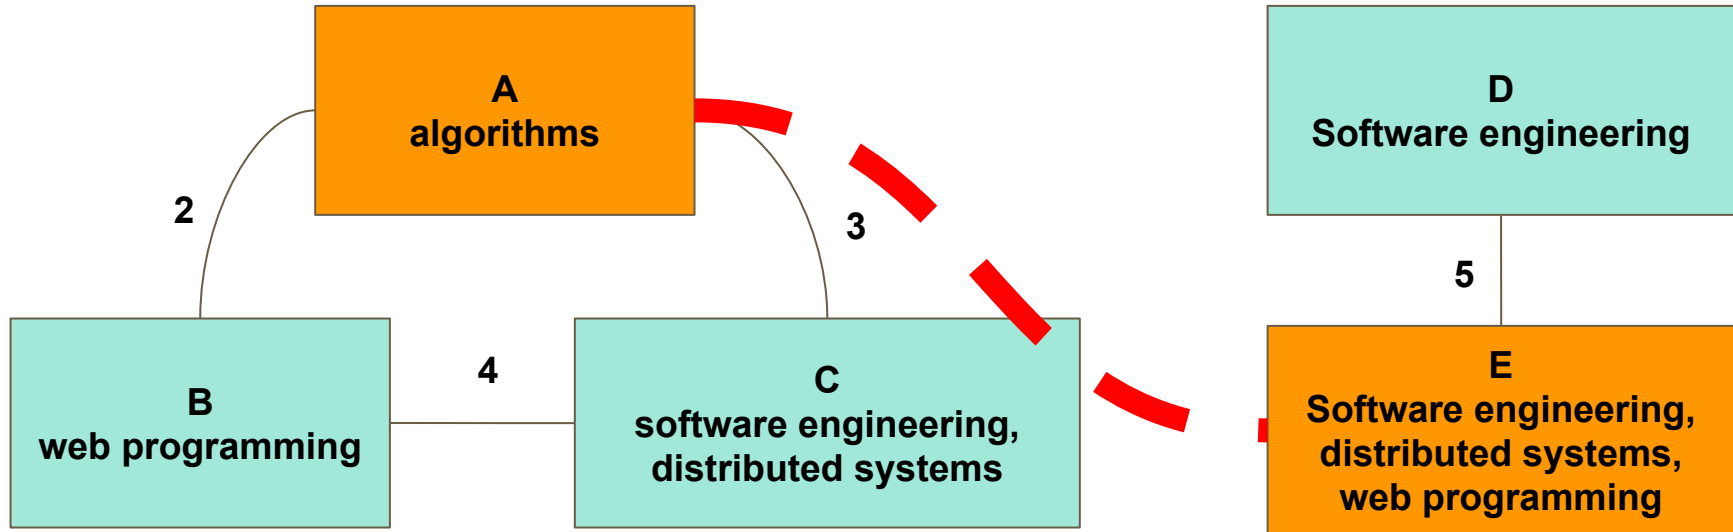 A
algorithms
D
Software engineering
2
3
5
B
web programming
4
C
software engineering,
distributed systems
E
Software engineering,
distributed systems,
web programming